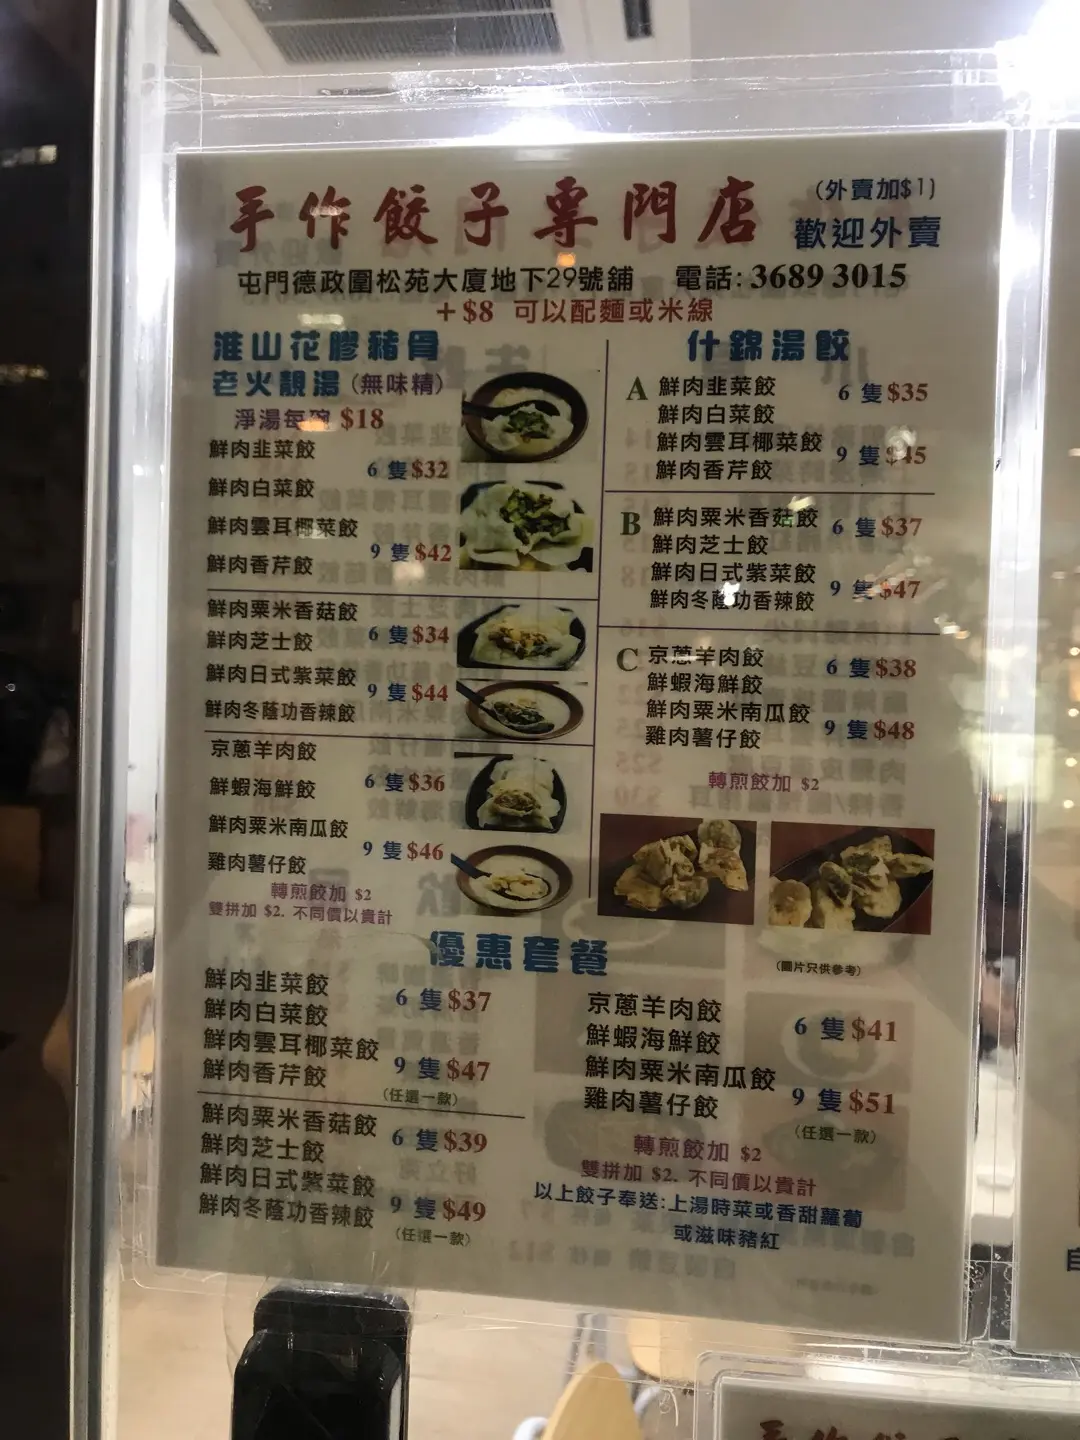 手作餃子專門店
(外賣加$1)
歡迎外賣
屯門德政圍松苑大廈地下29號舖 電話: 3689 3015
+$8 可以配麵或米線
淮山花膠豬骨
老火靚湯 (無味精)
淨湯每碗 $18
鮮肉韭菜餃
6 隻 $32
鮮肉白菜餃
鮮肉雲耳椰菜餃
9 隻 $42
鮮肉香芹餃
鮮肉粟米香菇餃
鮮肉芝士餃 6 隻 $34
鮮肉日式紫菜餃
9 隻 $44
鮮肉冬蔭功香辣餃
京蔥羊肉餃
鮮蝦海鮮餃 6 隻 $36
鮮肉粟米南瓜餃
9 隻 $46
雞肉薯仔餃
轉煎餃加 $2
雙拼加 $2. 不同價以貴計
什錦湯餃
A 鮮肉韭菜餃 6 隻 $35
鮮肉白菜餃
鮮肉雲耳椰菜餃 9 隻 $45
鮮肉香芹餃
B 鮮肉粟米香菇餃 6 隻 $37
鮮肉芝士餃
鮮肉日式紫菜餃 9 隻 $47
鮮肉冬蔭功香辣餃
C 京蔥羊肉餃 6 隻 $38
鮮蝦海鮮餃
鮮肉粟米南瓜餃 9 隻 $48
雞肉薯仔餃
轉煎餃加 $2
(圖片只供參考)
優惠套餐
鮮肉韭菜餃 6 隻 $37
鮮肉白菜餃
鮮肉雲耳椰菜餃 9 隻 $47
鮮肉香芹餃
(任選一款)
鮮肉粟米香菇餃 6 隻 $39
鮮肉芝士餃
鮮肉日式紫菜餃
鮮肉冬蔭功香辣餃 9 隻 $49
(任選一款)
京蔥羊肉餃 6 隻 $41
鮮蝦海鮮餃
鮮肉粟米南瓜餃 9 隻 $51
雞肉薯仔餃
(任選一款)
轉煎餃加 $2
雙拼加 $2. 不同價以貴計
以上餃子奉送:上湯時菜或香甜蘿蔔
或滋味豬紅